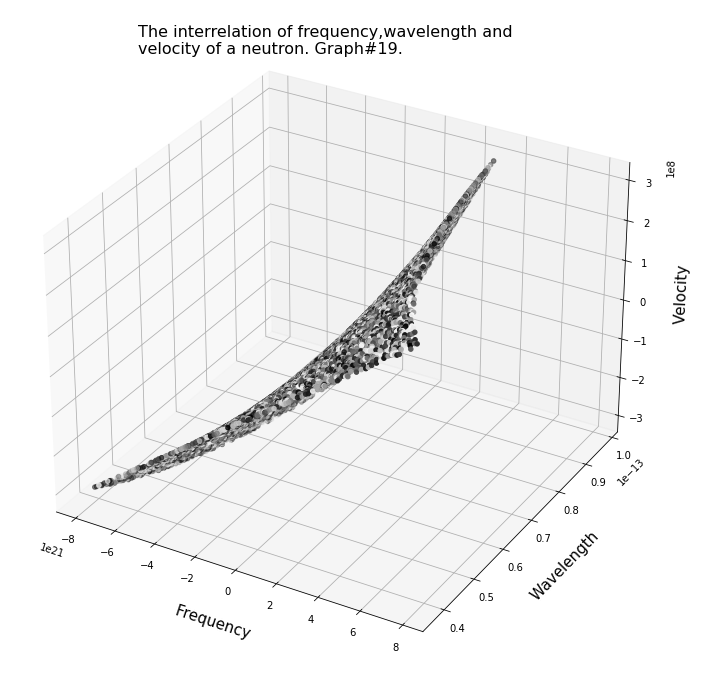 The interrelation of frequency,wavelength and
velocity of a neutron. Graph#19.
1e8
3
2
1
0
−1
−2
−3
Velocity
1.0
1e−13
0.9
0.8
0.7
0.6
0.5
0.4
Wavelength
−8
1e21
−6
−4
−2
0
2
4
6
8
Frequency